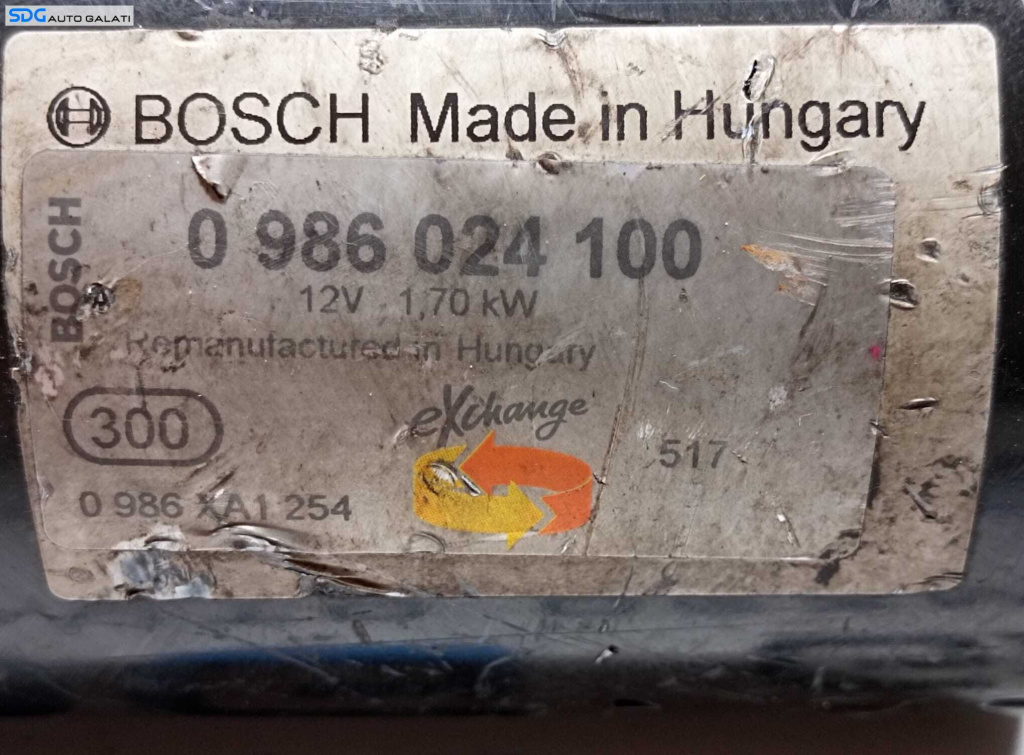 SDG AUTO GALATI
BOSCH Made in Hungary
BOSCH
0 986 024 100
12V 1,70 kW
Remanufactured in Hungary
300
eXchange
517
0 986 XA1 254